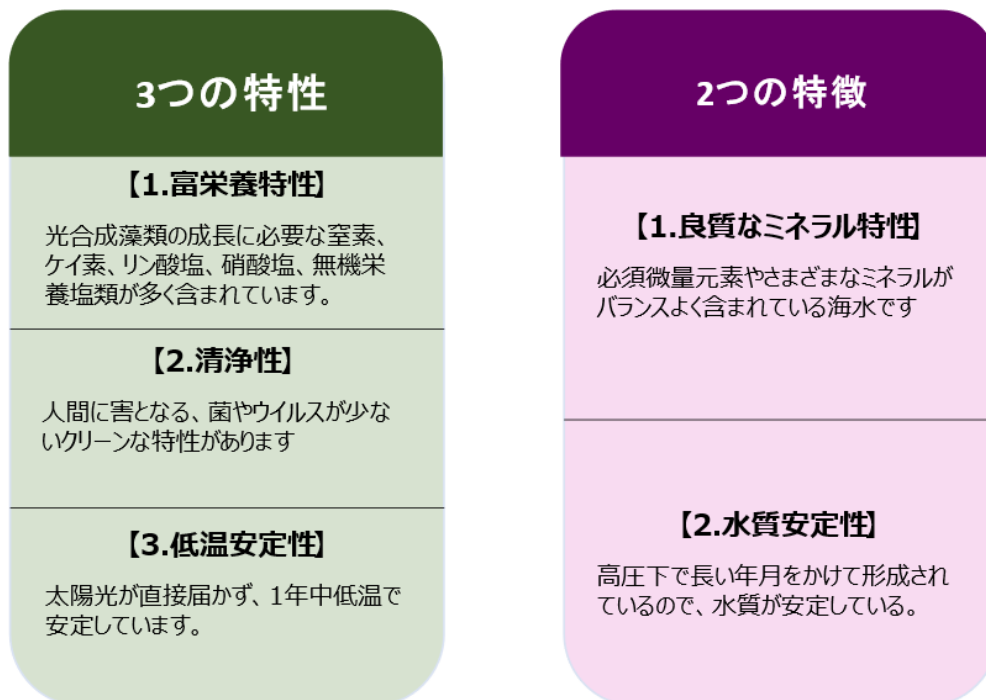 3つの特性
【1.富栄養特性】
光合成藻類の成長に必要な窒素、
ケイ素、リン酸塩、硝酸塩、無機栄
養塩類が多く含まれています。
【2.清浄性】
人間に害となる、菌やウイルスが少な
いクリーンな特性があります
【3.低温安定性】
太陽光が直接届かず、1年中低温で
安定しています。
2つの特徴
【1.良質なミネラル特性】
必須微量元素やさまざまなミネラルが
バランスよく含まれている海水です
【2.水質安定性】
高圧下で長い年月をかけて形成され
ているので、水質が安定している。